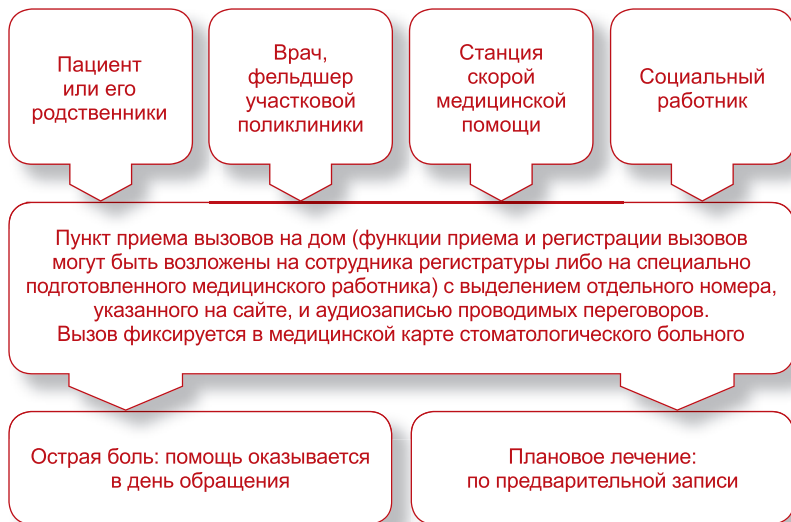 Пациент
или его
родственники
Врач,
фельдшер
участковой
поликлиники
Станция
скорой
медицинской
помощи
Социальный
работник
Пункт приема вызовов на дом (функции приема и регистрации вызовов
могут быть возложены на сотрудника регистратуры либо на специально
подготовленного медицинского работника) с выделением отдельного номера,
указанного на сайте, и аудиозаписью проводимых переговоров.
Вызов фиксируется в медицинской карте стоматологического больного
Острая боль: помощь оказывается
в день обращения
Плановое лечение:
по предварительной записи